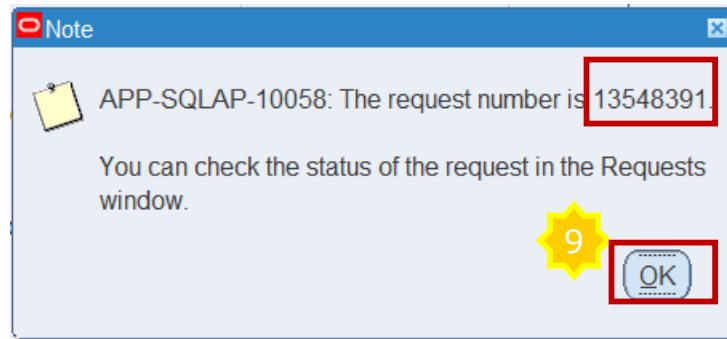 Note
APP-SQLAP-10058: The request number is 13548391.
You can check the status of the request in the Requests
window.
9
OK